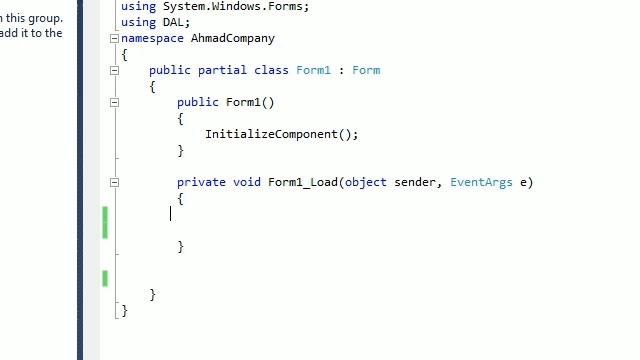 n this group.
add it to the
using System.Windows.Forms;
using DAL;
namespace AhmadCompany
{
public partial class Form1 : Form
{
public Form1()
{
InitializeComponent();
}
private void Form1_Load(object sender, EventArgs e)
{
}
}
}